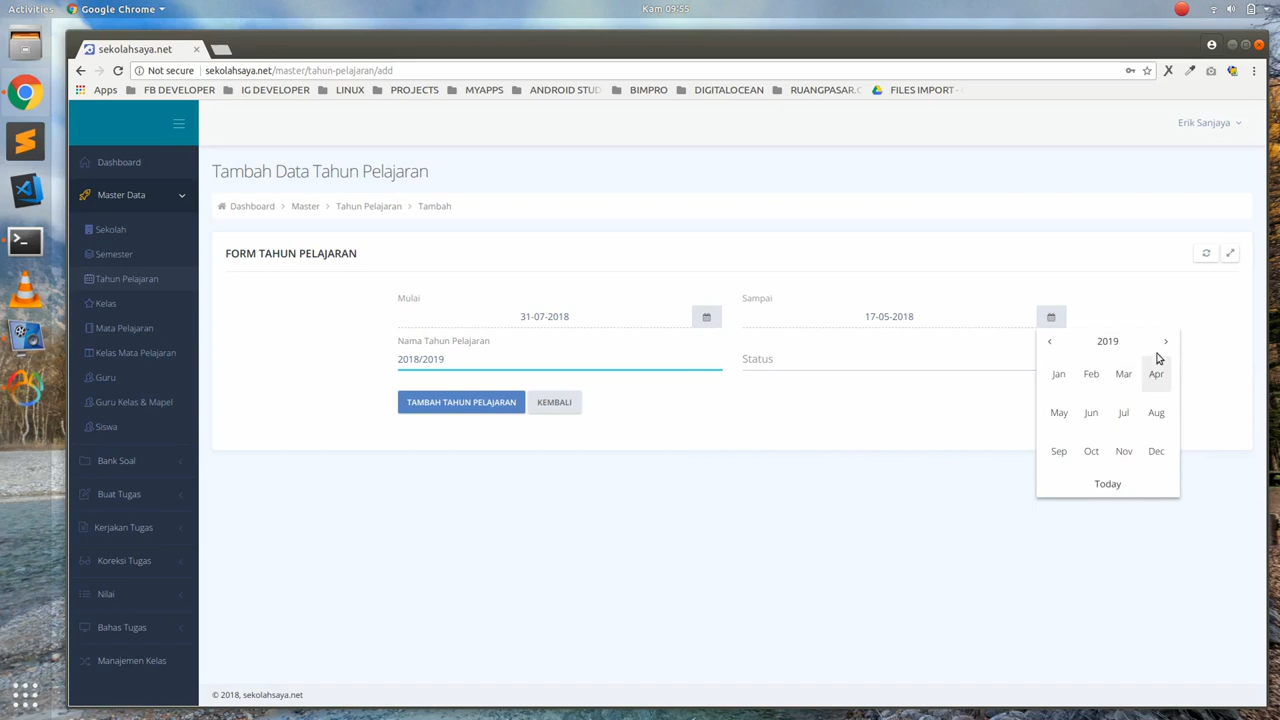 Activities
Google Chrome
Kam 09:55
sekolahsaya.net
Not secure
sekolahsaya.net/master/tahun-pelajaran/add
Apps
FB DEVELOPER
IG DEVELOPER
LINUX
PROJECTS
MYAPPS
ANDROID STUD
BIMPRO
DIGITALOCEAN
RUANGPASAR.C
FILES IMPORT -
Erik Sanjaya
Dashboard
Master Data
Sekolah
Semester
Tahun Pelajaran
Kelas
Mata Pelajaran
Kelas Mata Pelajaran
Guru
Guru Kelas & Mapel
Siswa
Bank Soal
Buat Tugas
Kerjakan Tugas
Koreksi Tugas
Nilai
Bahas Tugas
Manajemen Kelas
Tambah Data Tahun Pelajaran
Dashboard > Master > Tahun Pelajaran > Tambah
FORM TAHUN PELAJARAN
Mulai
31-07-2018
Sampai
17-05-2018
Nama Tahun Pelajaran
2018/2019
Status
TAMBAH TAHUN PELAJARAN
KEMBALI
‹ 2019 ›
Jan Feb Mar Apr
May Jun Jul Aug
Sep Oct Nov Dec
Today
© 2018, sekolahsaya.net